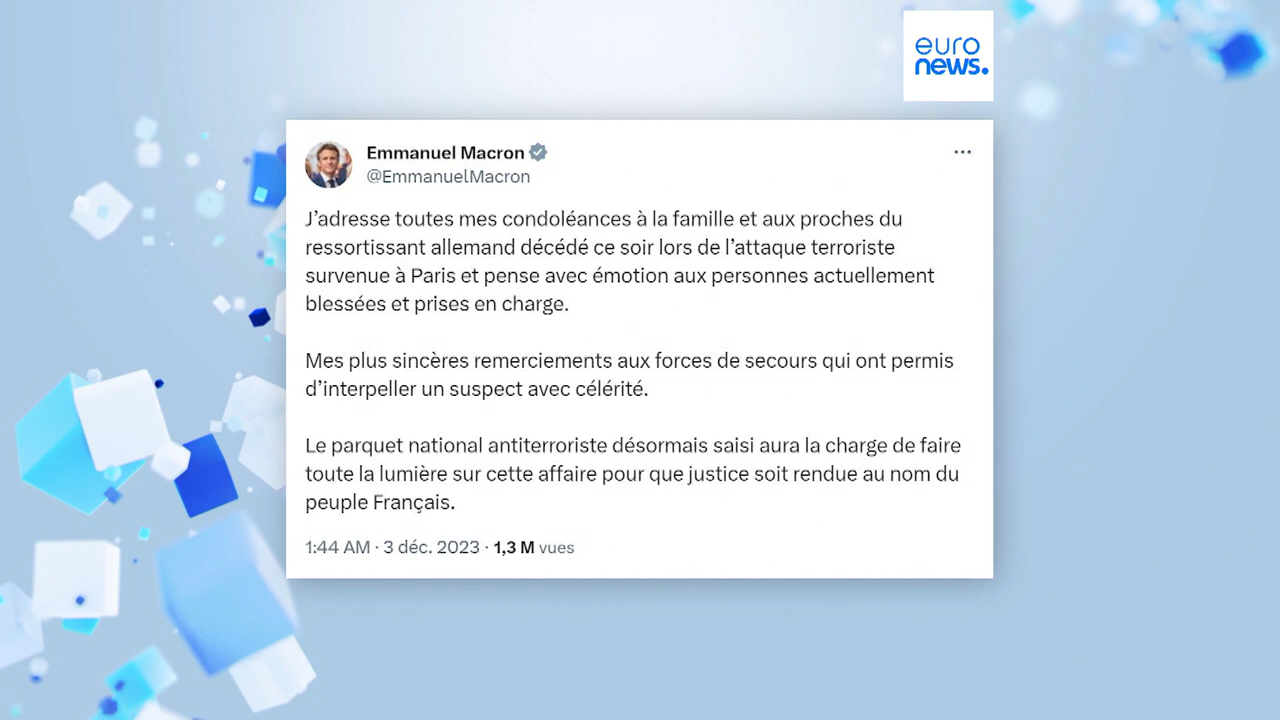 euro
news.
Emmanuel Macron
@EmmanuelMacron
J’adresse toutes mes condoléances à la famille et aux proches du
ressortissant allemand décédé ce soir lors de l’attaque terroriste
survenue à Paris et pense avec émotion aux personnes actuellement
blessées et prises en charge.
Mes plus sincères remerciements aux forces de secours qui ont permis
d’interpeller un suspect avec célérité.
Le parquet national antiterroriste désormais saisi aura la charge de faire
toute la lumière sur cette affaire pour que justice soit rendue au nom du
peuple Français.
1:44 AM · 3 déc. 2023 · 1,3 M vues